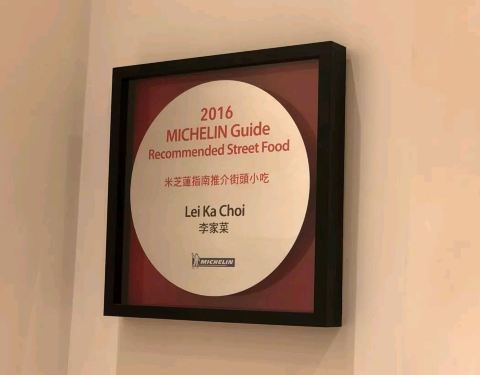 2016
MICHELIN Guide
Recommended Street Food
米芝蓮指南推介街頭小吃
Lei Ka Choi
李家菜
MICHELIN